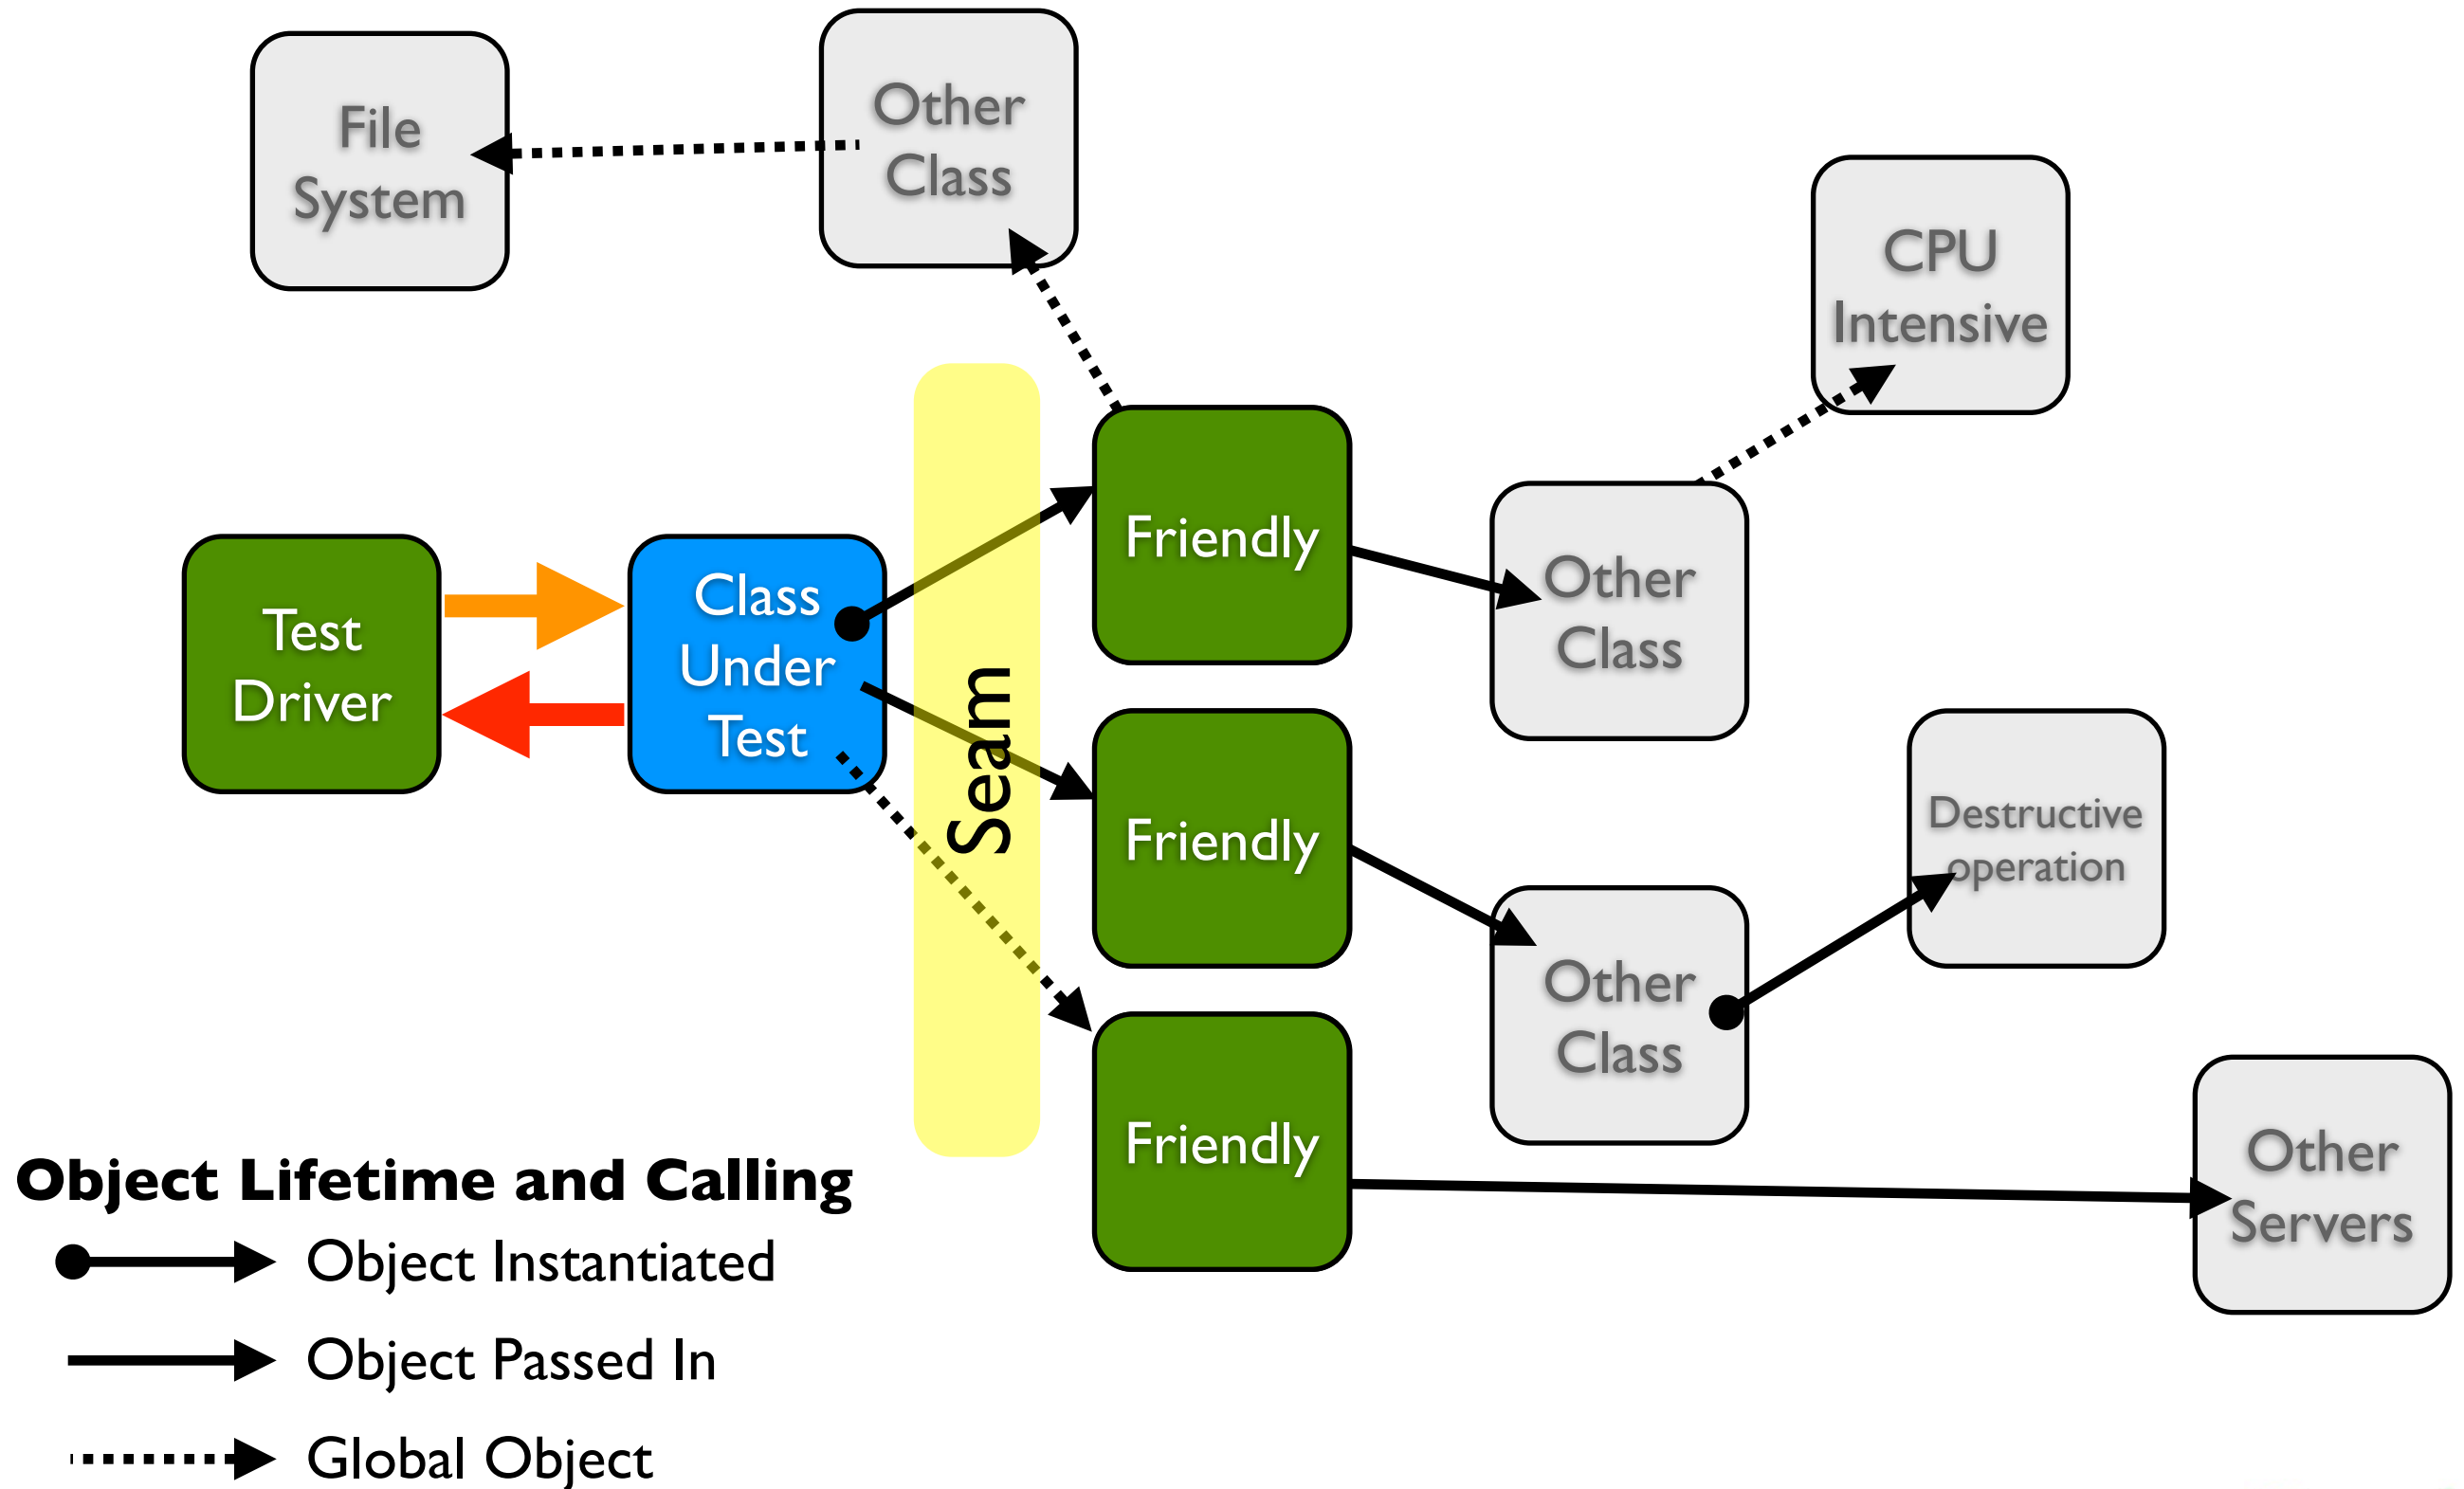 File
System
Other
Class
CPU
Intensive
Test
Driver
Class
Under
Test
Seam
Friendly
Other
Class
Friendly
Destructive
operation
Other
Class
Friendly
Other
Servers
Object Lifetime and Calling
Object Instantiated
Object Passed In
Global Object